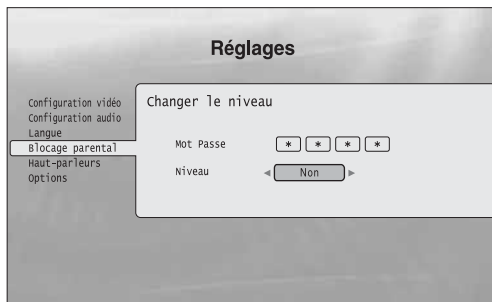 Réglages
Configuration vidéo
Configuration audio
Langue
Blocage parental
Haut-parleurs
Options
Changer le niveau
Mot Passe * * * *
Niveau ◀ Non ▶